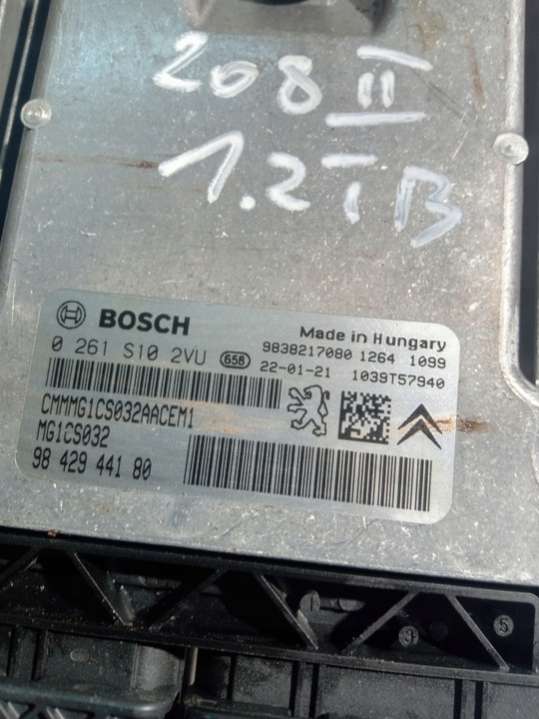 208 II
1.2 T B
BOSCH
Made in Hungary
0 261 S10 2VU 658
9838217080 1264 1099
22-01-21 1039T57940
CMMMG1CS032AACEM1
MG1CS032
98 429 441 80
5
3